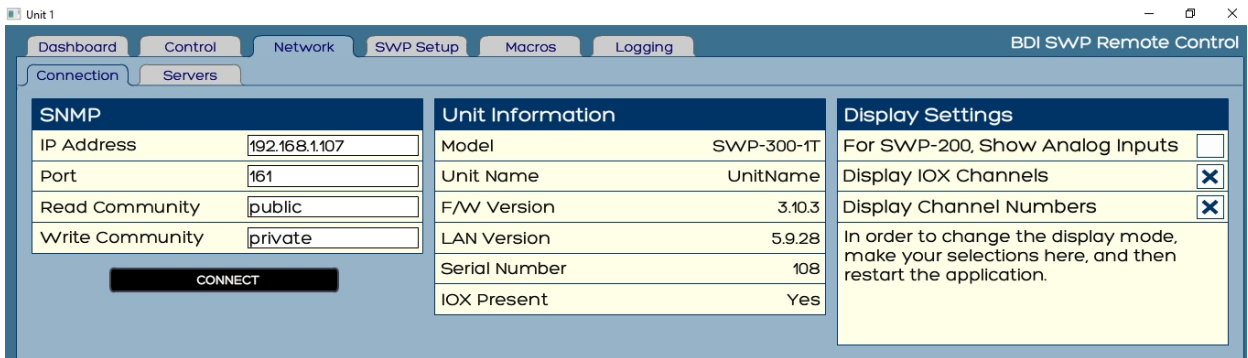 Unit 1
Dashboard Control Network SWP Setup Macros Logging BDI SWP Remote Control
Connection Servers
SNMP
IP Address 192.168.1.107
Port 161
Read Community public
Write Community private
CONNECT
Unit Information
Model SWP-300-1T
Unit Name UnitName
F/W Version 3.10.3
LAN Version 5.9.28
Serial Number 108
IOX Present Yes
Display Settings
For SWP-200, Show Analog Inputs
Display IOX Channels
Display Channel Numbers
In order to change the display mode,
make your selections here, and then
restart the application.